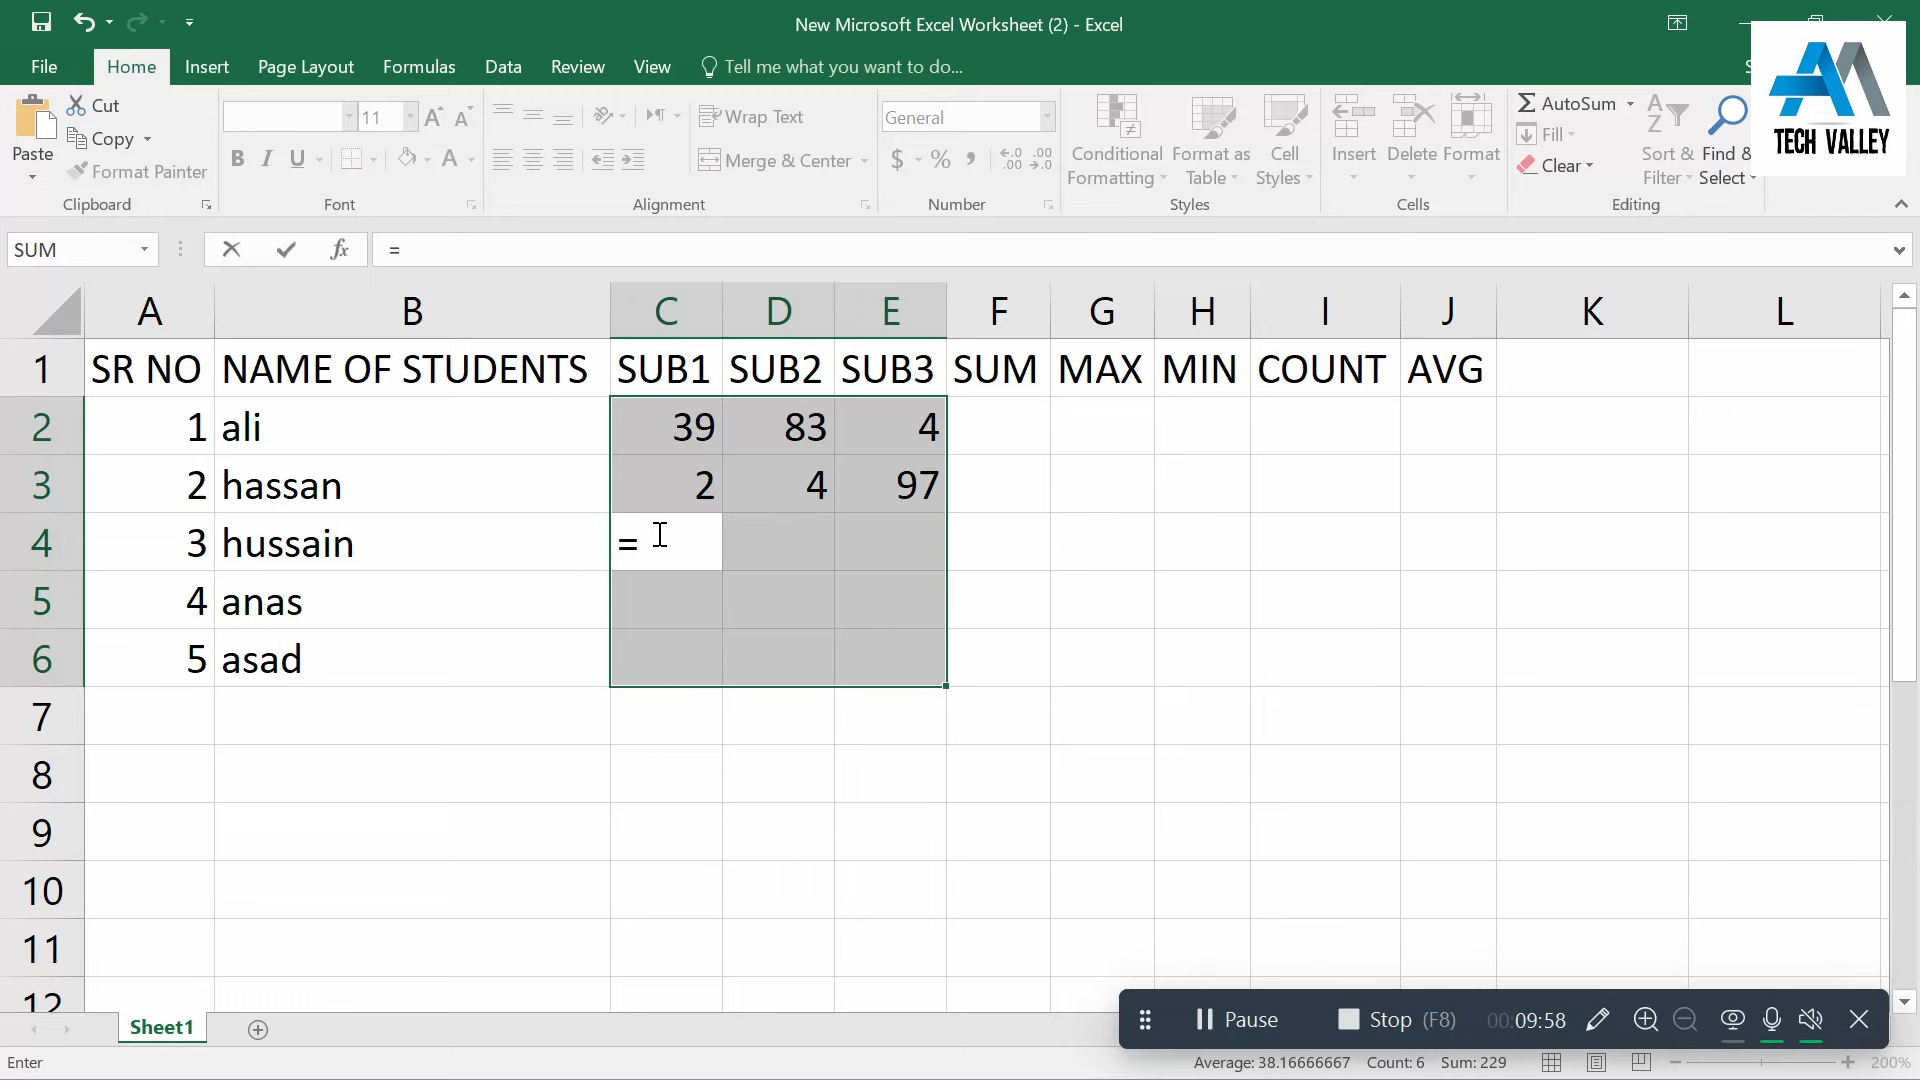 New Microsoft Excel Worksheet (2) - Excel
File Home Insert Page Layout Formulas Data Review View Tell me what you want to do...
TECH VALLEY
Paste
Cut
Copy
Format Painter
Clipboard
11
B I U A
Font
Wrap Text
Merge & Center
Alignment
General
$ % ,
Number
Conditional Formatting
Format as Table
Cell Styles
Styles
Insert Delete Format
Cells
AutoSum
Fill
Clear
Sort & Filter
Find & Select
Editing
SUM fx =
A B C D E F G H I J K L
1 SR NO NAME OF STUDENTS SUB1 SUB2 SUB3 SUM MAX MIN COUNT AVG
2 1 ali 39 83 4
3 2 hassan 2 4 97
4 3 hussain =
5 4 anas
6 5 asad
7
8
9
10
11
12
Pause Stop (F8) 00:09:58
Sheet1
Enter Average: 38.16666667 Count: 6 Sum: 229 200%